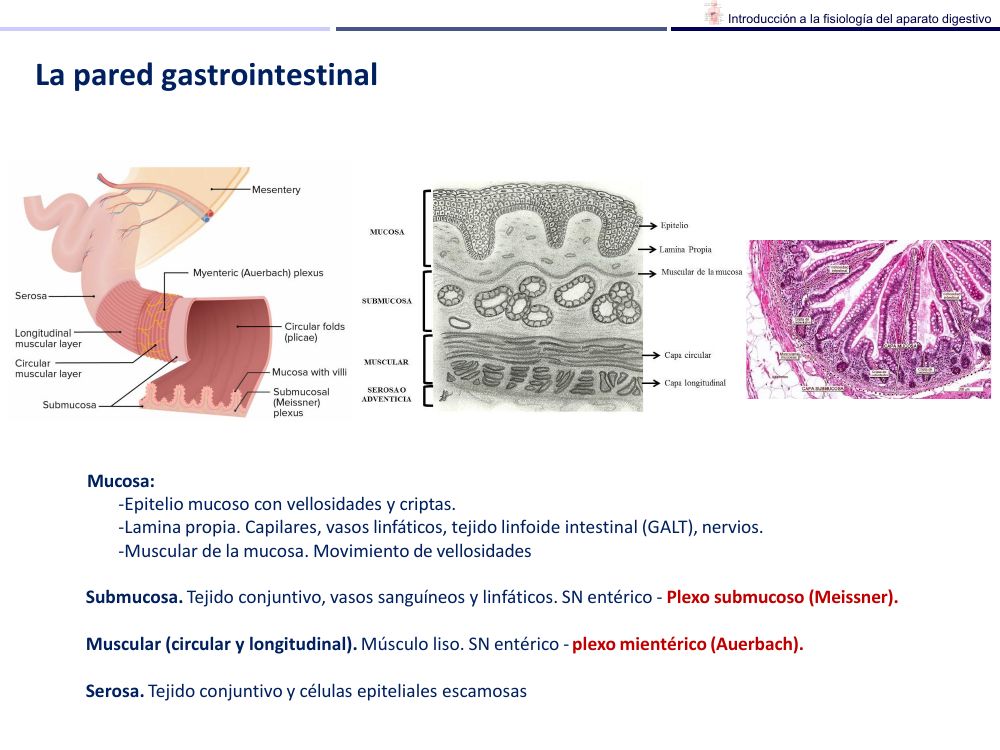 Introducción a la fisiología del aparato digestivo
La pared gastrointestinal
Mesentery
Myenteric (Auerbach) plexus
Serosa
Longitudinal
muscular layer
Circular
muscular layer
Submucosa
Circular folds
(plicae)
Mucosa with villi
Submucosal
(Meissner)
plexus
MUCOSA
SUBMUCOSA
MUSCULAR
SEROSA O
ADVENTICIA
Epitelio
Lamina Propia
Muscular de la mucosa
Capa circular
Capa longitudinal
CAPA MUCOSA
CAPA SUBMUCOSA
Mucosa:
-Epitelio mucoso con vellosidades y criptas.
-Lamina propia. Capilares, vasos linfáticos, tejido linfoide intestinal (GALT), nervios.
-Muscular de la mucosa. Movimiento de vellosidades
Submucosa. Tejido conjuntivo, vasos sanguíneos y linfáticos. SN entérico - Plexo submucoso (Meissner).
Muscular (circular y longitudinal). Músculo liso. SN entérico - plexo mientérico (Auerbach).
Serosa. Tejido conjuntivo y células epiteliales escamosas